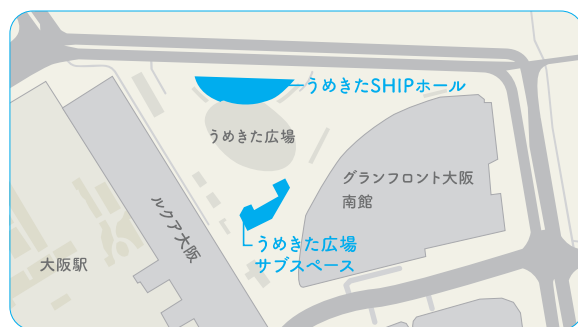 うめきたSHIPホール
うめきた広場
グランフロント大阪
南館
ルクア大阪
うめきた広場
サブスペース
大阪駅